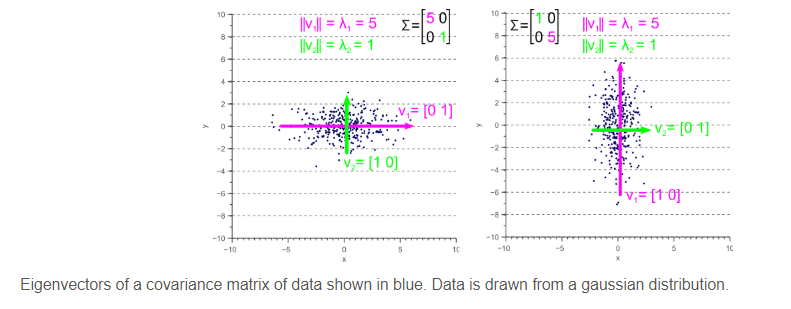 ‖v₁‖ = λ₁ = 5
‖v₂‖ = λ₂ = 1
Σ=[5 0
0 1]
v₁= [0 1]
v₂= [1 0]
10
8
6
4
2
0
−2
−4
−6
−8
−10
−10
−5
0
5
10
x
y
Σ=[1 0
0 5]
‖v₁‖ = λ₁ = 5
‖v₂‖ = λ₂ = 1
v₂= [0 1]
v₁= [1 0]
10
8
6
4
2
0
−2
−4
−6
−8
−10
−10
−5
0
5
10
x
y
Eigenvectors of a covariance matrix of data shown in blue. Data is drawn from a gaussian distribution.